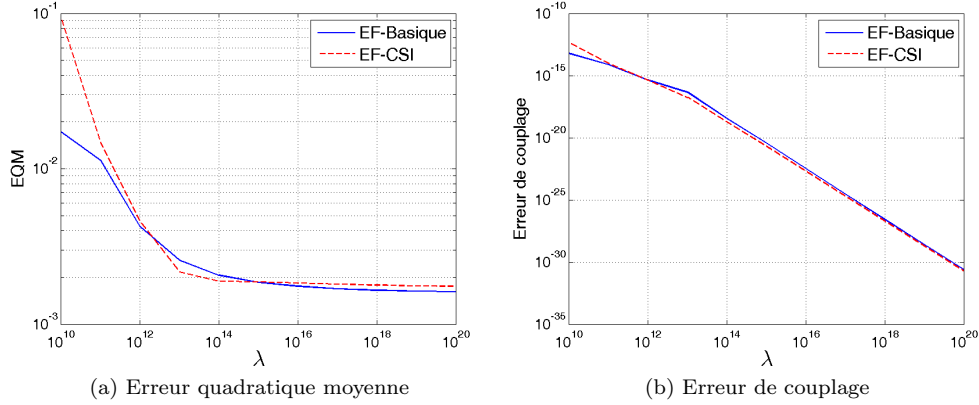 10^-1
10^-2
10^-3
EQM
10^10 10^12 10^14 10^16 10^18 10^20
λ
EF-Basique
EF-CSI
(a) Erreur quadratique moyenne
10^-10
10^-15
10^-20
10^-25
10^-30
10^-35
Erreur de couplage
10^10 10^12 10^14 10^16 10^18 10^20
λ
EF-Basique
EF-CSI
(b) Erreur de couplage